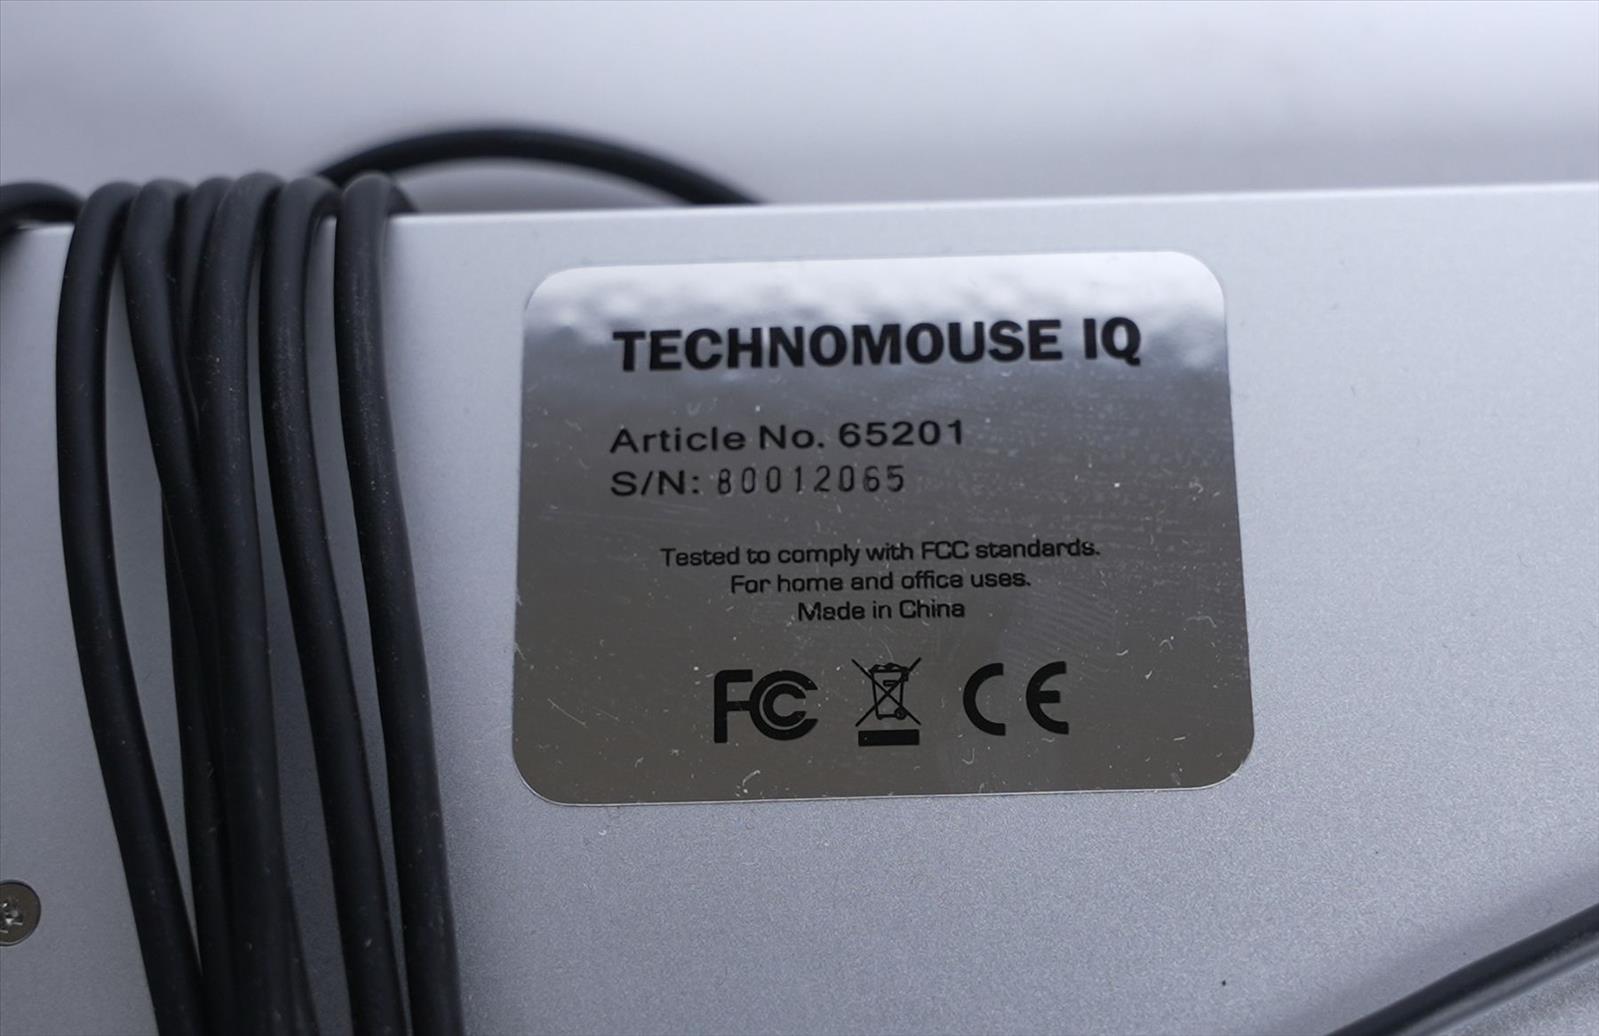 TECHNOMOUSE IQ
Article No. 65201
S/N: 80012065
Tested to comply with FCC standards.
For home and office uses.
Made in China
FC CE